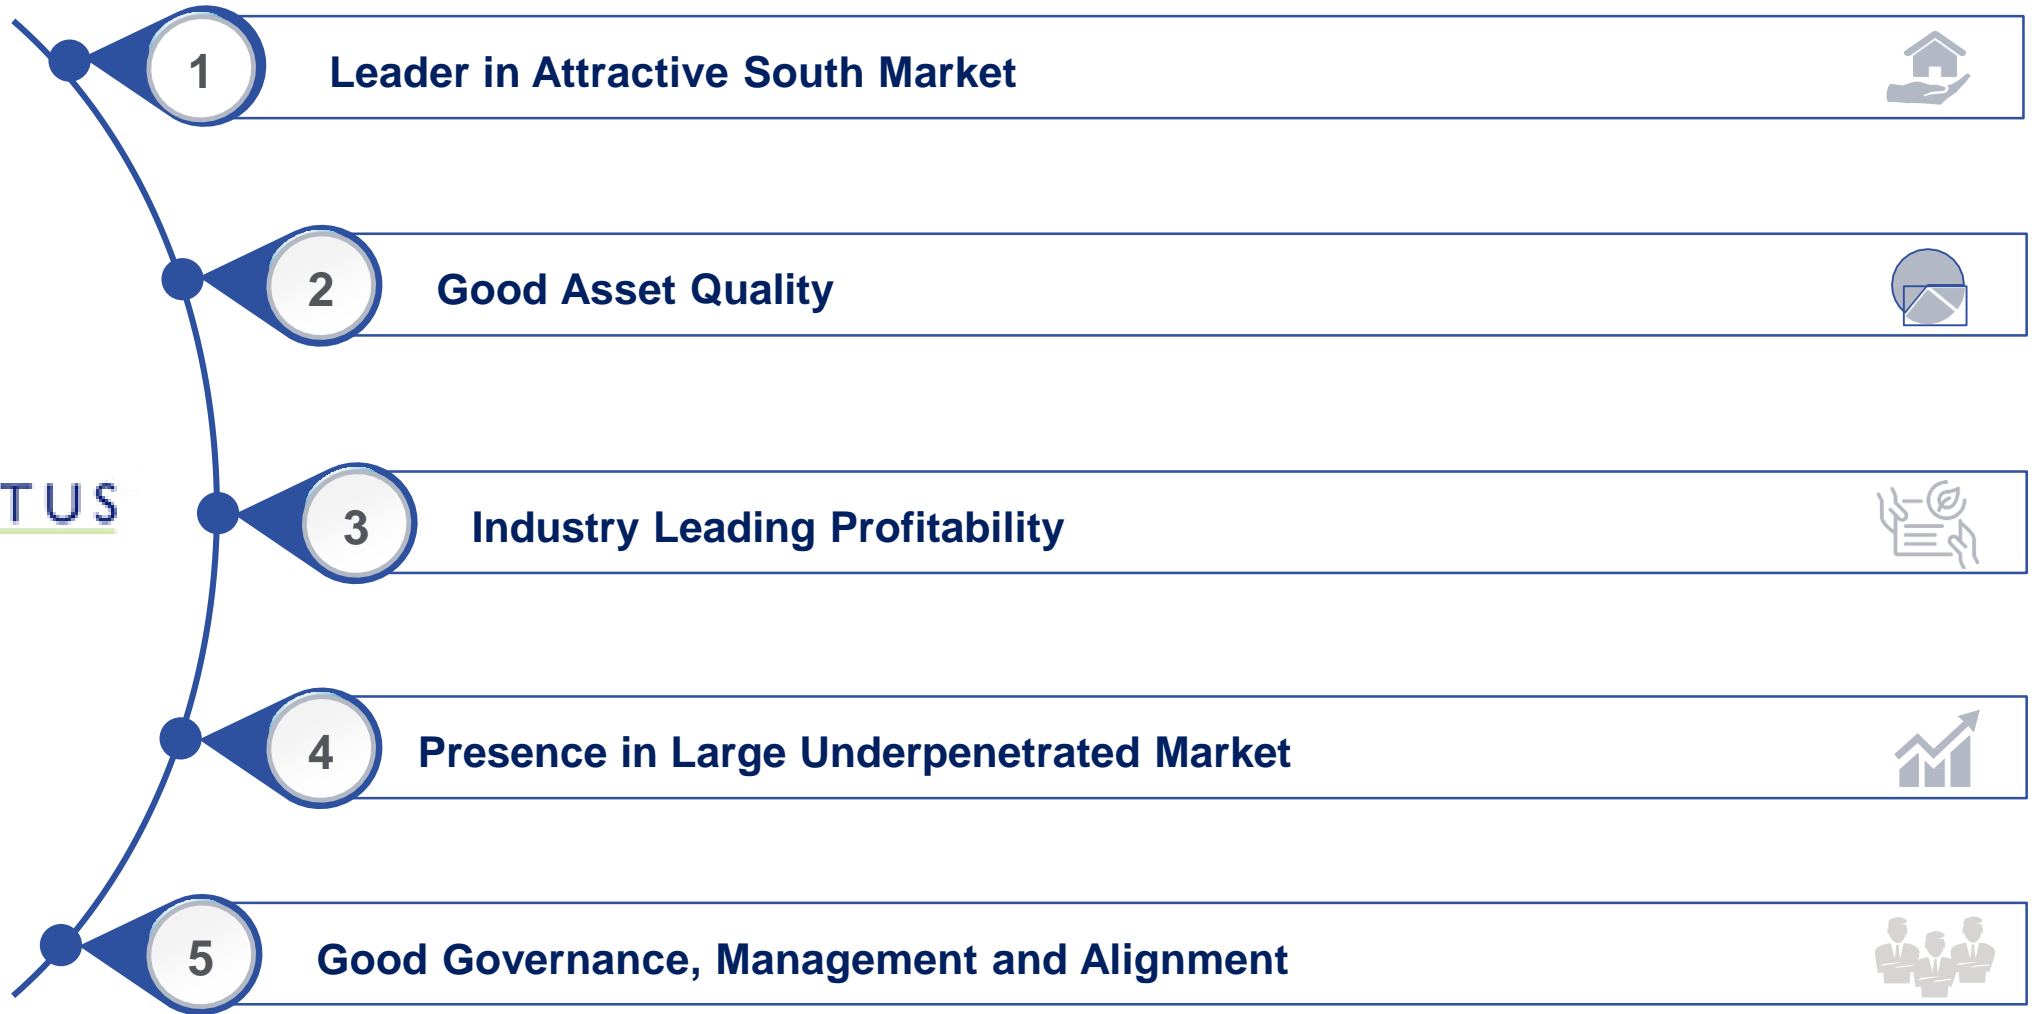 1
Leader in Attractive South Market
2
Good Asset Quality
TUS
3
Industry Leading Profitability
4
Presence in Large Underpenetrated Market
5
Good Governance, Management and Alignment